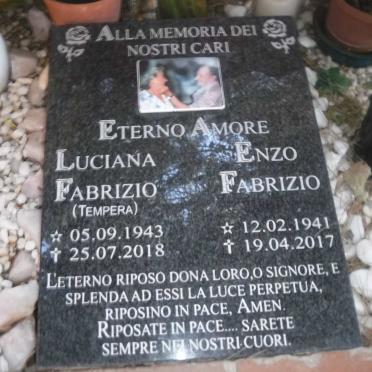 ALLA MEMORIA DEI
NOSTRI CARI
ETERNO AMORE
LUCIANA ENZO
FABRIZIO FABRIZIO
(TEMPERA)
☆ 05.09.1943 ☆ 12.02.1941
✝ 25.07.2018 ✝ 19.04.2017
L'ETERNO RIPOSO DONA LORO,O SIGNORE, E
SPLENDA AD ESSI LA LUCE PERPETUA,
RIPOSINO IN PACE, AMEN.
RIPOSATE IN PACE.... SARETE
SEMPRE NEI NOSTRI CUORI.